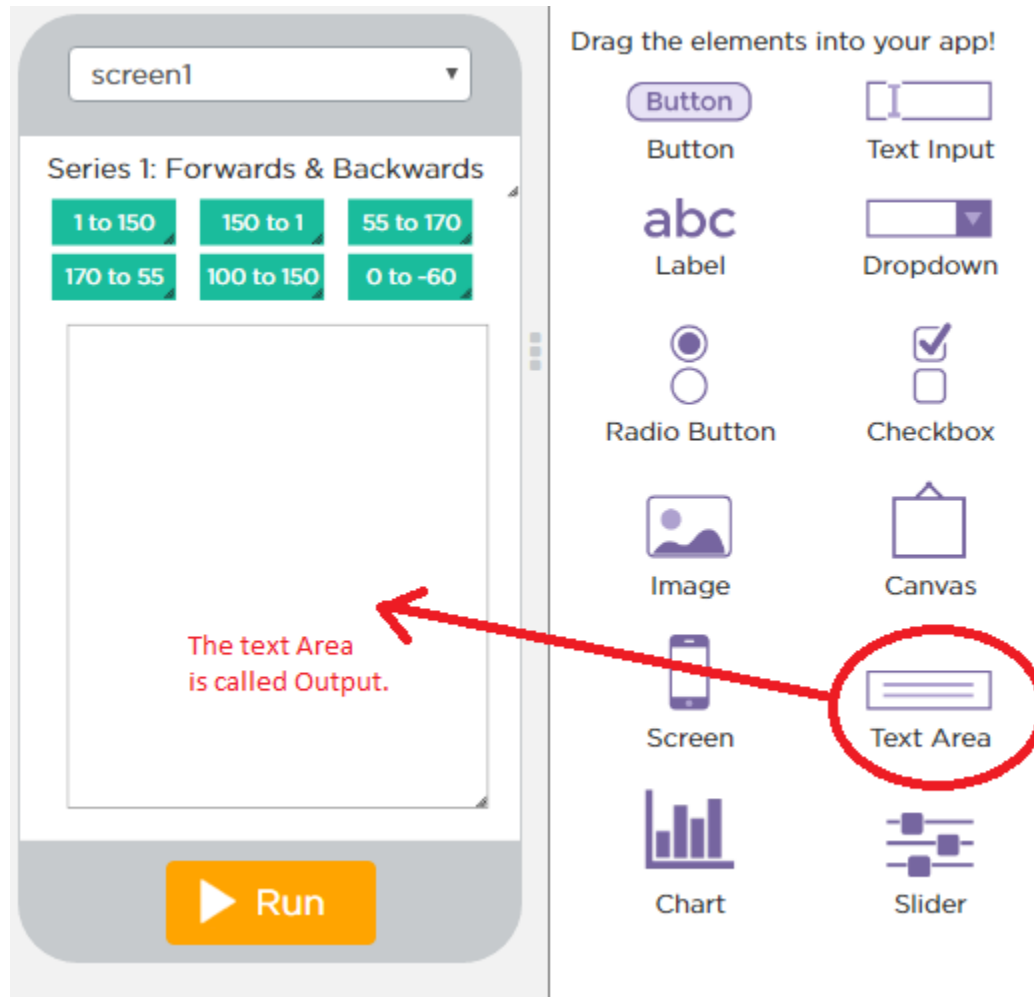 screen1
Series 1: Forwards & Backwards
1 to 150 150 to 1 55 to 170
170 to 55 100 to 150 0 to -60
The text Area
is called Output.
Run
Drag the elements into your app!
Button
Button Text Input
abc
Label Dropdown
Radio Button Checkbox
Image Canvas
Screen Text Area
Chart Slider